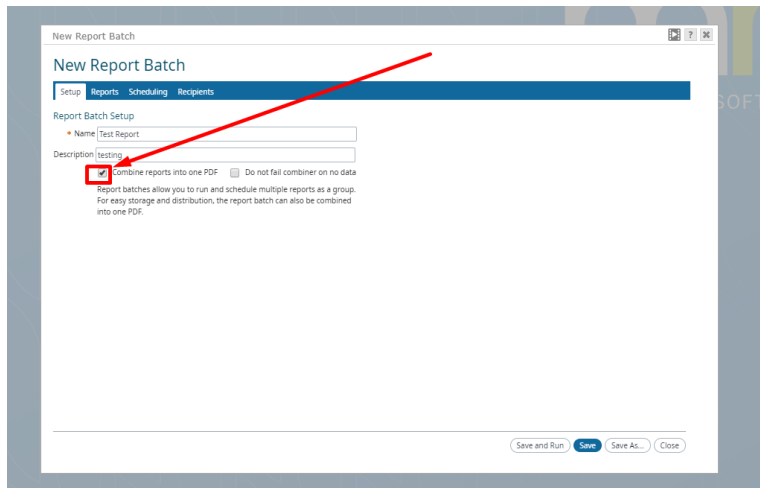 New Report Batch
?
New Report Batch
Setup Reports Scheduling Recipients
Report Batch Setup
Name Test Report
Description testing
Combine reports into one PDF Do not fail combiner on no data
Report batches allow you to run and schedule multiple reports as a group.
For easy storage and distribution, the report batch can also be combined
into one PDF.
Save and Run Save Save As... Close
SOFT